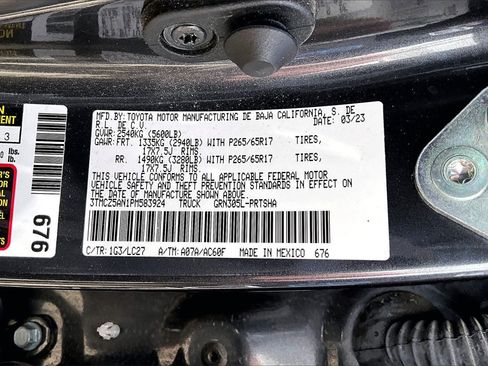 MFD.BY:TOYOTA MOTOR MANUFACTURING DE BAJA CALIFORNIA, S. DE
R.L. DE C.V. DATE: 03/23
GVWR:2540KG (5600LB)
GAWR:FRT. 1335KG (2940LB) WITH P265/65R17 TIRES,
17X7.5J RIMS.
RR. 1490KG (3280LB) WITH P265/65R17 TIRES,
17X7.5J RIMS.
THIS VEHICLE CONFORMS TO ALL APPLICABLE FEDERAL MOTOR
VEHICLE SAFETY AND BUMPER STANDARDS IN EFFECT ON
THE DATE OF MANUFACTURE SHOWN ABOVE.
3TMCZ5AN1PM583924 TRUCK GRN305L-PRTSHA
C/TR:1G3/LC27 A/TM:A07A/AC60F MADE IN MEXICO 676
676